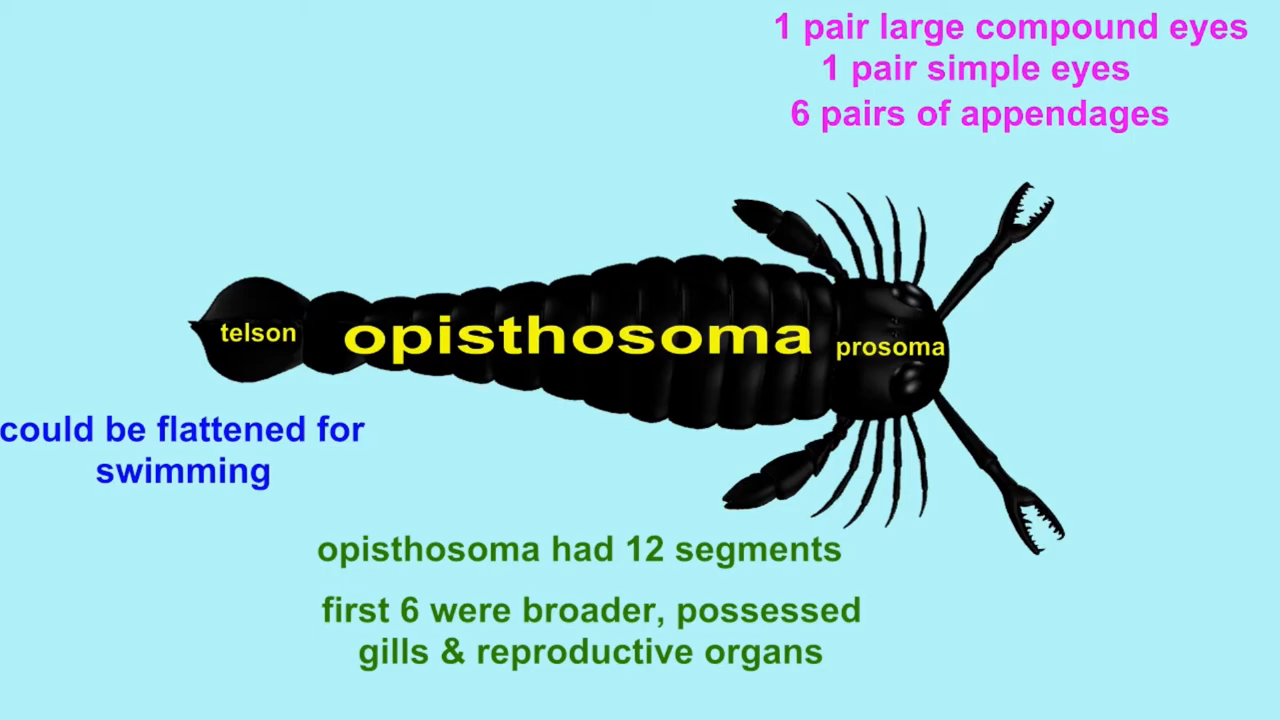 1 pair large compound eyes
1 pair simple eyes
6 pairs of appendages
telson
opisthosoma
prosoma
could be flattened for
swimming
opisthosoma had 12 segments
first 6 were broader, possessed
gills & reproductive organs